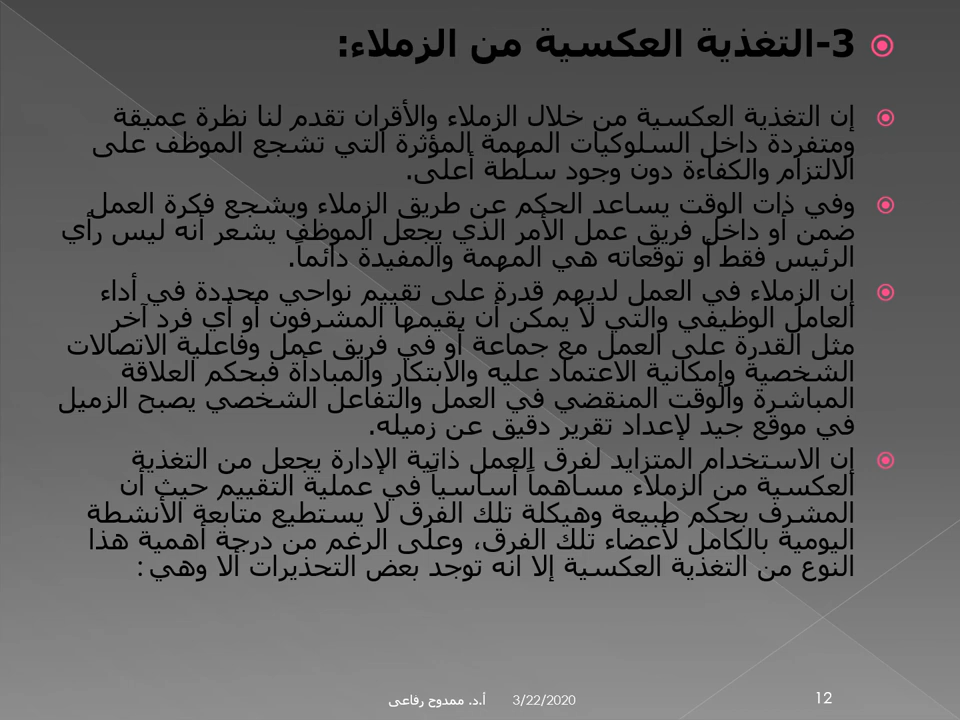 3-التغذية العكسية من الزملاء:
إن التغذية العكسية من خلال الزملاء والأقران تقدم لنا نظرة عميقة
ومتفردة داخل السلوكيات المهمة المؤثرة التي تشجع الموظف على
الالتزام والكفاءة دون وجود سلطة أعلى.
وفي ذات الوقت يساعد الحكم عن طريق الزملاء ويشجع فكرة العمل
ضمن أو داخل فريق عمل الأمر الذي يجعل الموظف يشعر أنه ليس رأي
الرئيس فقط أو توقعاته هي المهمة والمفيدة دائماً.
إن الزملاء في العمل لديهم قدرة على تقييم نواحي محددة في أداء
العامل الوظيفي والتي لا يمكن أن يقيمها المشرفون أو أي فرد آخر
مثل القدرة على العمل مع جماعة أو في فريق عمل وفاعلية الاتصالات
الشخصية وإمكانية الاعتماد عليه والابتكار والمبادأة فبحكم العلاقة
المباشرة والوقت المنقضي في العمل والتفاعل الشخصي يصبح الزميل
في موقع جيد لإعداد تقرير دقيق عن زميله.
إن الاستخدام المتزايد لفرق العمل ذاتية الإدارة يجعل من التغذية
العكسية من الزملاء مساهماً أساسياً في عملية التقييم حيث أن
المشرف بحكم طبيعة وهيكلة تلك الفرق لا يستطيع متابعة الأنشطة
اليومية بالكامل لأعضاء تلك الفرق، وعلى الرغم من درجة أهمية هذا
النوع من التغذية العكسية إلا انه توجد بعض التحذيرات ألا وهي :
أ.د. ممدوح رفاعى 3/22/2020
12